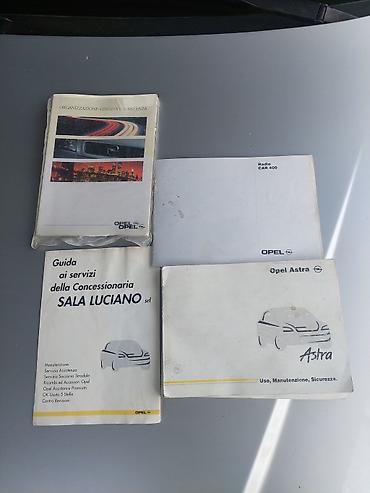 ORGANIZZAZIONE
OPEL
OPEL
Radio
CAR 400
OPEL
Guida
ai servizi
della Concessionaria
SALA LUCIANO srl
Manutenzione
Servizio Assistenza
Servizio Soccorso Stradale
Ricambi ed Accessori Opel
Opel Assistance Premium
OK Usato 5 Stelle
Centro Revisioni
OPEL
Opel Astra
Astra
Uso, Manutenzione, Sicurezza.